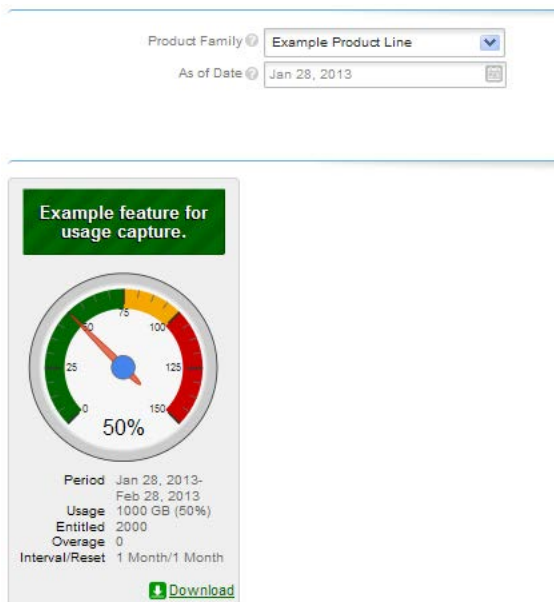 Product Family
Example Product Line
As of Date
Jan 28, 2013
Example feature for
usage capture.
0
25
50
75
100
125
150
50%
Period Jan 28, 2013-
Feb 28, 2013
Usage 1000 GB (50%)
Entitled 2000
Overage 0
Interval/Reset 1 Month/1 Month
Download